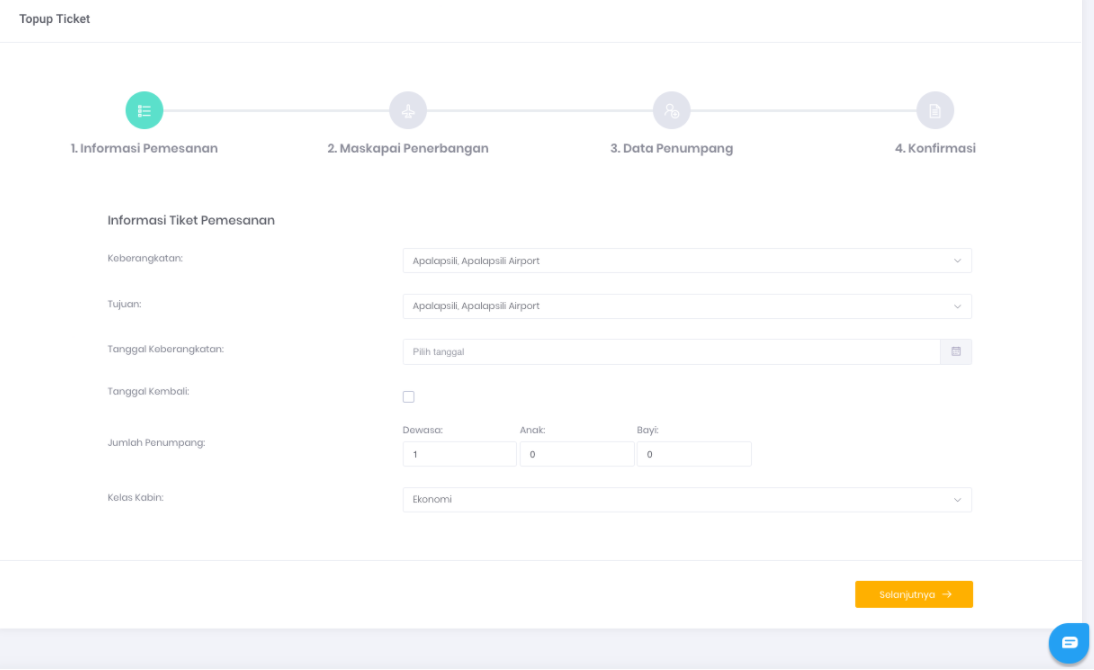 Topup Ticket
1. Informasi Pemesanan
2. Maskapai Penerbangan
3. Data Penumpang
4. Konfirmasi
Informasi Tiket Pemesanan
Keberangkatan:
Apalapsili, Apalapsili Airport
Tujuan:
Apalapsili, Apalapsili Airport
Tanggal Keberangkatan:
Pilih tanggal
Tanggal Kembali:
Jumlah Penumpang:
Dewasa: Anak: Bayi:
1 0 0
Kelas Kabin:
Ekonomi
Selanjutnya →